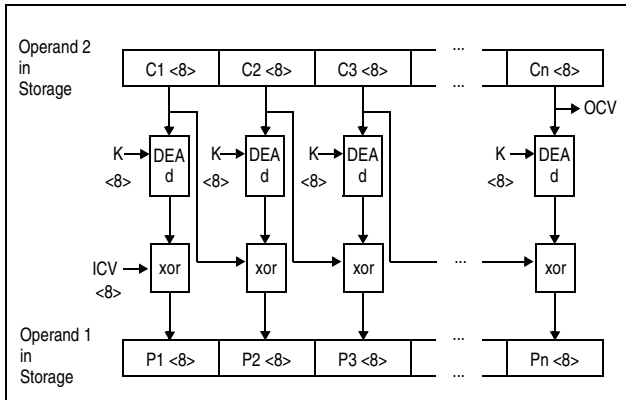 Operand 2
in
Storage
C1 <8> C2 <8> C3 <8> ... Cn <8>
...
OCV
K DEA K DEA K DEA K DEA
<8> d <8> d <8> d <8> d
ICV xor xor xor ... xor
<8>
Operand 1
in
Storage
...
P1 <8> P2 <8> P3 <8> ... Pn <8>